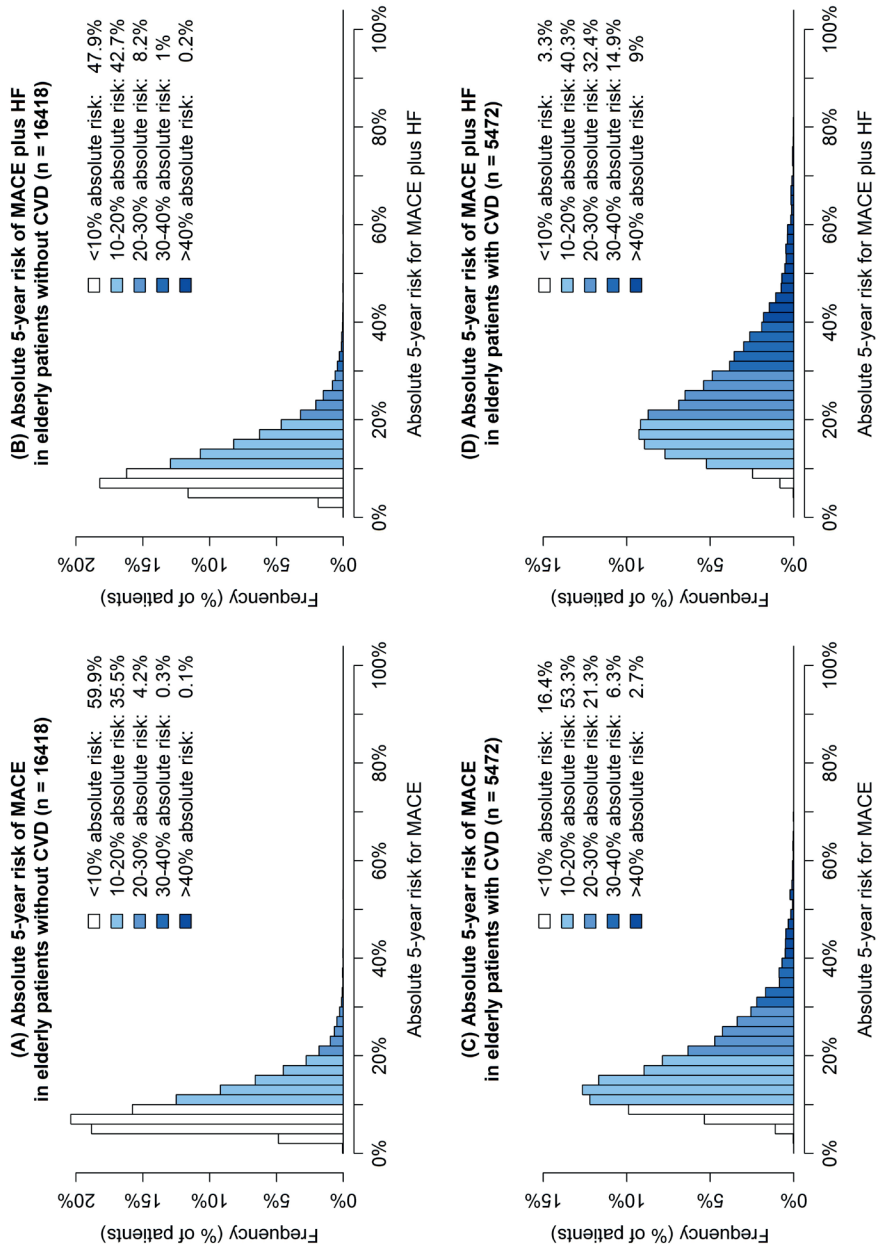 (A) Absolute 5-year risk of MACE
in elderly patients without CVD (n = 16418)
<10% absolute risk: 59.9%
10-20% absolute risk: 35.5%
20-30% absolute risk: 4.2%
30-40% absolute risk: 0.3%
>40% absolute risk: 0.1%
Frequency (% of patients)
20%
15%
10%
5%
0%
0% 20% 40% 60% 80% 100%
Absolute 5-year risk for MACE
(B) Absolute 5-year risk of MACE plus HF
in elderly patients without CVD (n = 16418)
<10% absolute risk: 47.9%
10-20% absolute risk: 42.7%
20-30% absolute risk: 8.2%
30-40% absolute risk: 1%
>40% absolute risk: 0.2%
Frequency (% of patients)
20%
15%
10%
5%
0%
0% 20% 40% 60% 80% 100%
Absolute 5-year risk for MACE plus HF
(C) Absolute 5-year risk of MACE
in elderly patients with CVD (n = 5472)
<10% absolute risk: 16.4%
10-20% absolute risk: 53.3%
20-30% absolute risk: 21.3%
30-40% absolute risk: 6.3%
>40% absolute risk: 2.7%
Frequency (% of patients)
15%
10%
5%
0%
0% 20% 40% 60% 80% 100%
Absolute 5-year risk for MACE
(D) Absolute 5-year risk of MACE plus HF
in elderly patients with CVD (n = 5472)
<10% absolute risk: 3.3%
10-20% absolute risk: 40.3%
20-30% absolute risk: 32.4%
30-40% absolute risk: 14.9%
>40% absolute risk: 9%
Frequency (% of patients)
15%
10%
5%
0%
0% 20% 40% 60% 80% 100%
Absolute 5-year risk for MACE plus HF